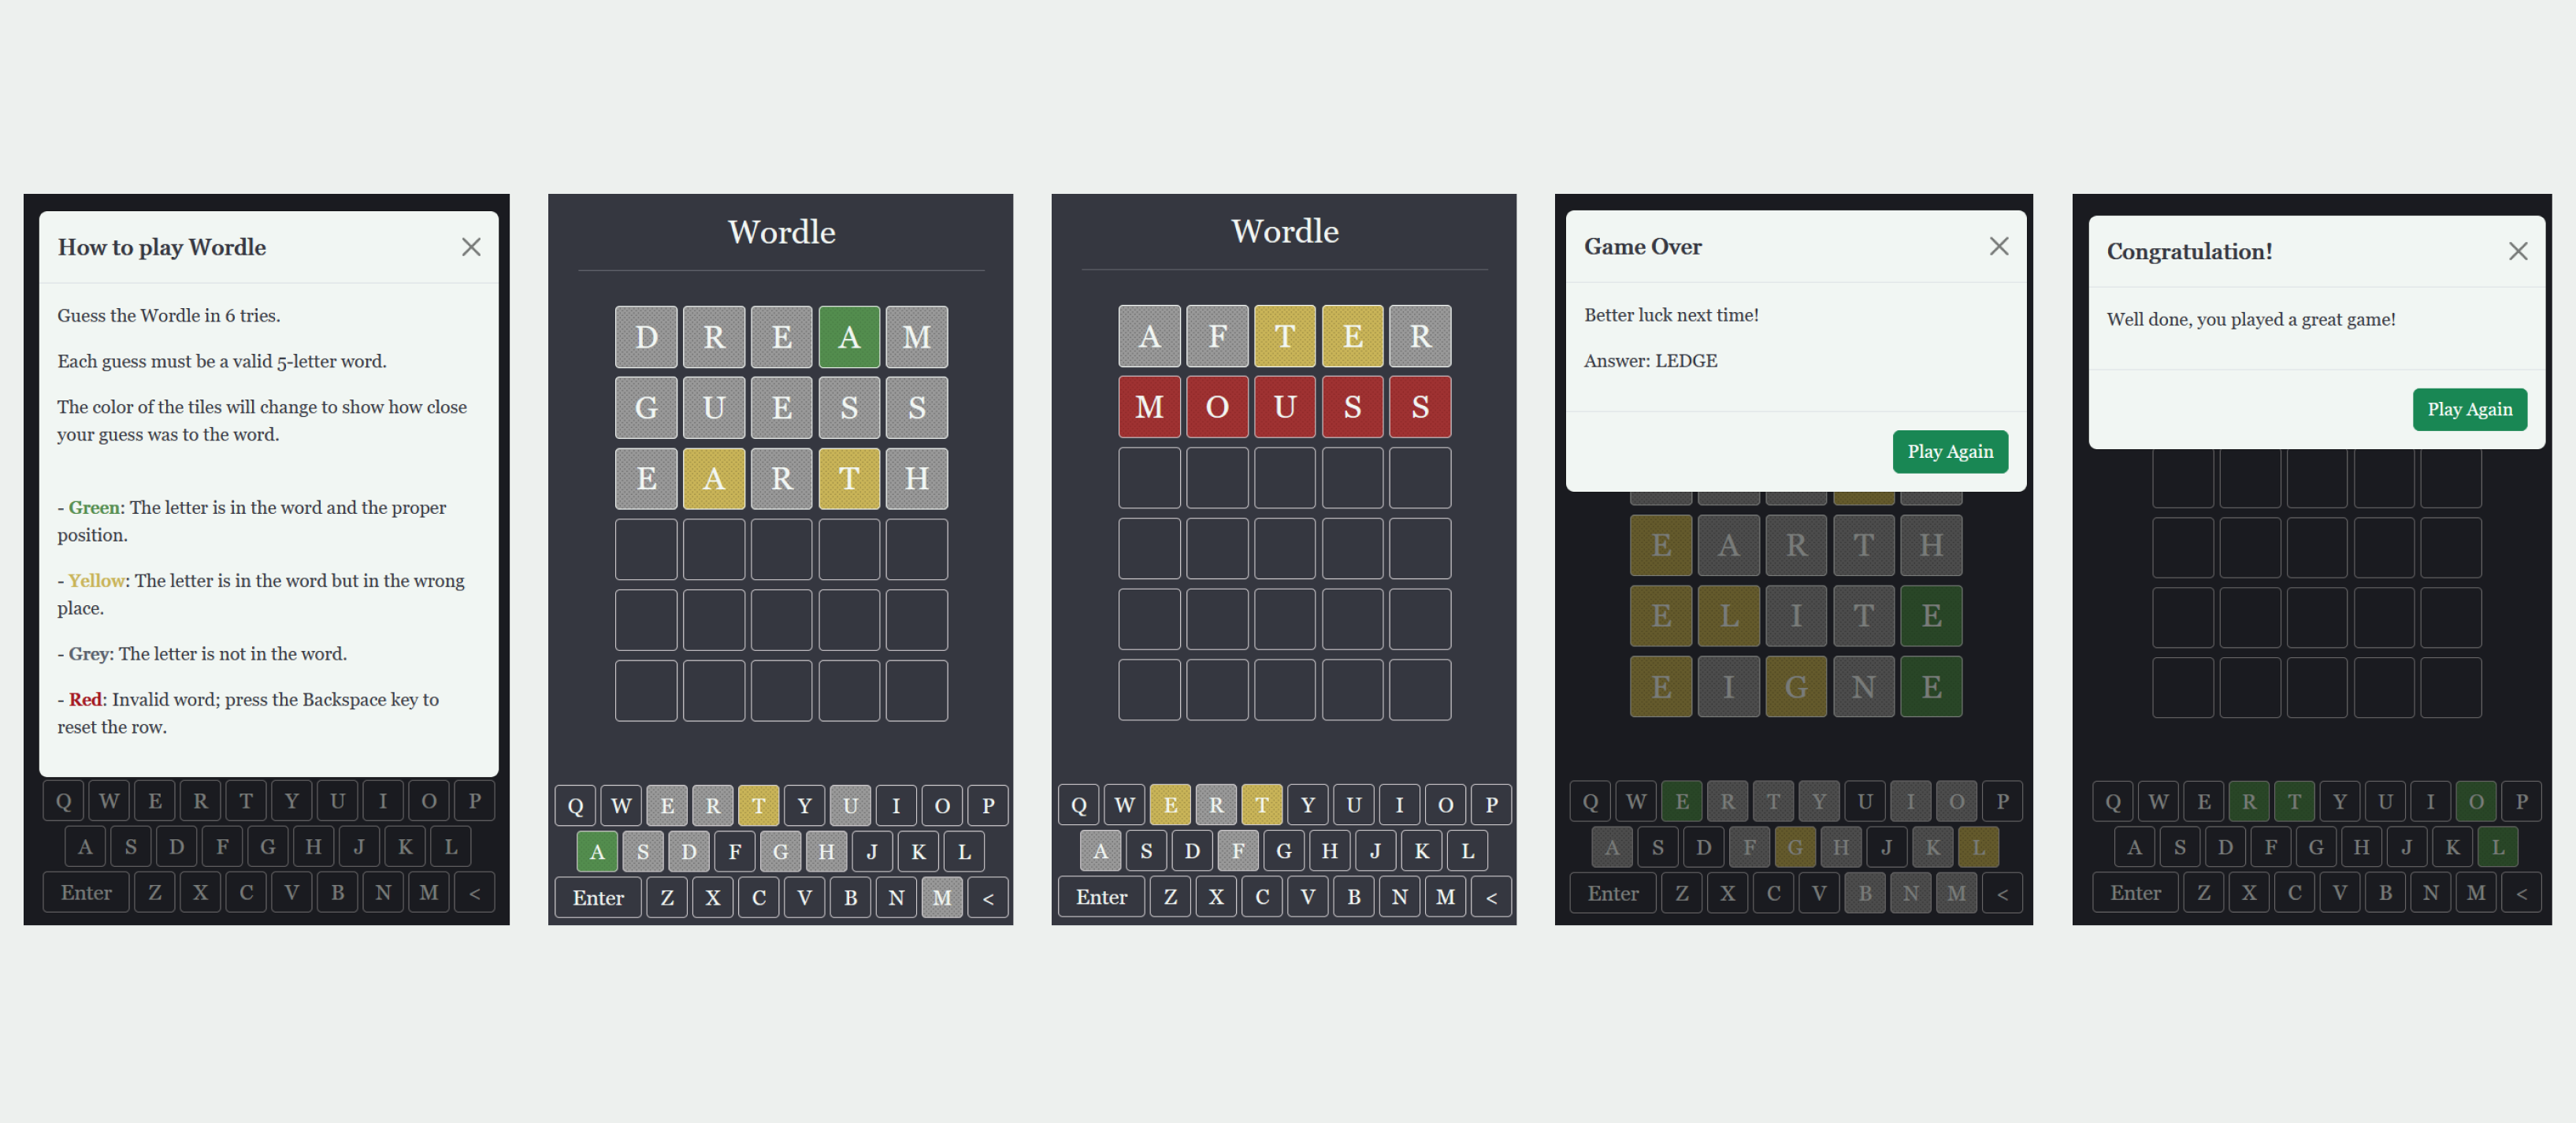 How to play Wordle
Guess the Wordle in 6 tries.
Each guess must be a valid 5-letter word.
The color of the tiles will change to show how close
your guess was to the word.
- Green: The letter is in the word and the proper
position.
- Yellow: The letter is in the word but in the wrong
place.
- Grey: The letter is not in the word.
- Red: Invalid word; press the Backspace key to
reset the row.
Q W E R T Y U I O P
A S D F G H J K L
Enter Z X C V B N M <
Wordle
D R E A M
G U E S S
E A R T H
Q W E R T Y U I O P
A S D F G H J K L
Enter Z X C V B N M <
Wordle
A F T E R
M O U S S
Q W E R T Y U I O P
A S D F G H J K L
Enter Z X C V B N M <
Game Over
Better luck next time!
Answer: LEDGE
Play Again
E A R T H
E L I T E
E I G N E
Q W E R T Y U I O P
A S D F G H J K L
Enter Z X C V B N M <
Congratulation!
Well done, you played a great game!
Play Again
Q W E R T Y U I O P
A S D F G H J K L
Enter Z X C V B N M <